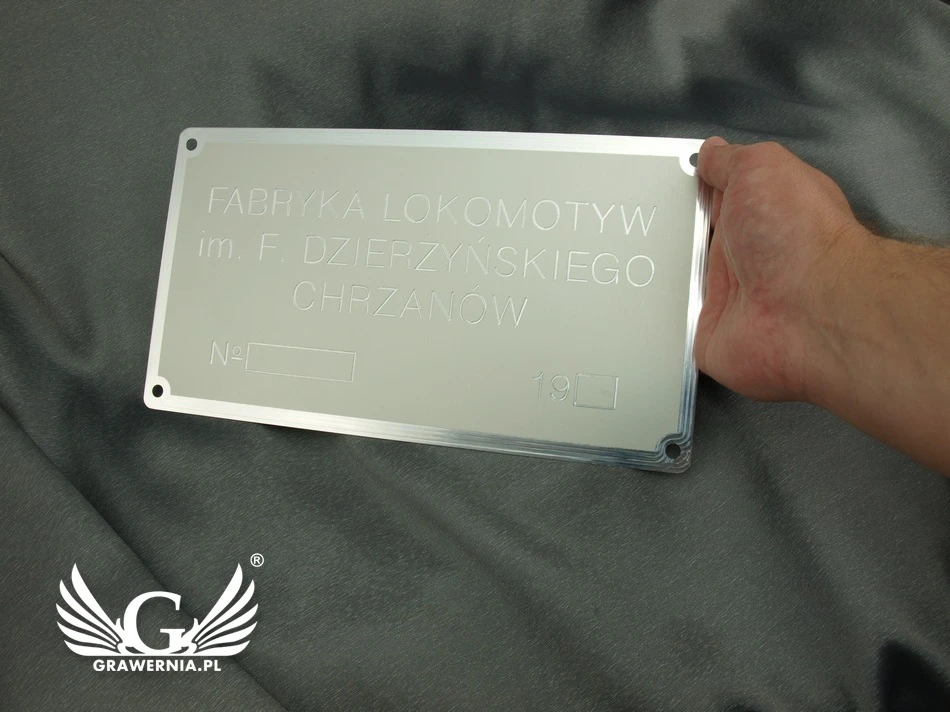 FABRYKA LOKOMOTYW
im. F. DZIERZYŃSKIEGO
CHRZANÓW
Nº
19
G ®
GRAWERNIA.PL